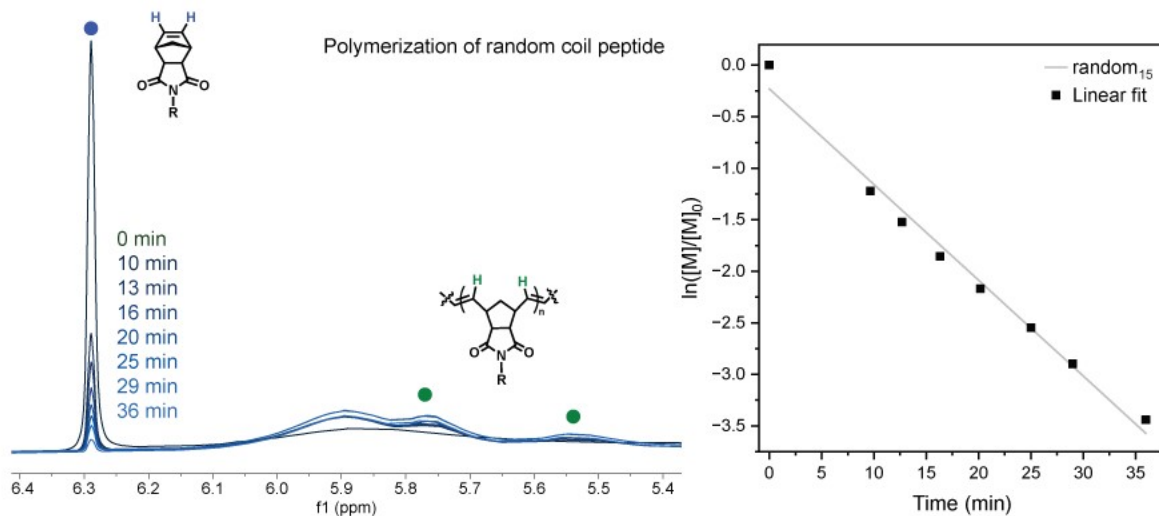 Polymerization of random coil peptide
H H
O N O
R
0 min
10 min
13 min
16 min
20 min
25 min
29 min
36 min
H H
n
O N O
R
6.4 6.3 6.2 6.1 6.0 5.9 5.8 5.7 5.6 5.5 5.4
f1 (ppm)
random15
Linear fit
ln([M]/[M]0)
0.0
−0.5
−1.0
−1.5
−2.0
−2.5
−3.0
−3.5
0 5 10 15 20 25 30 35
Time (min)